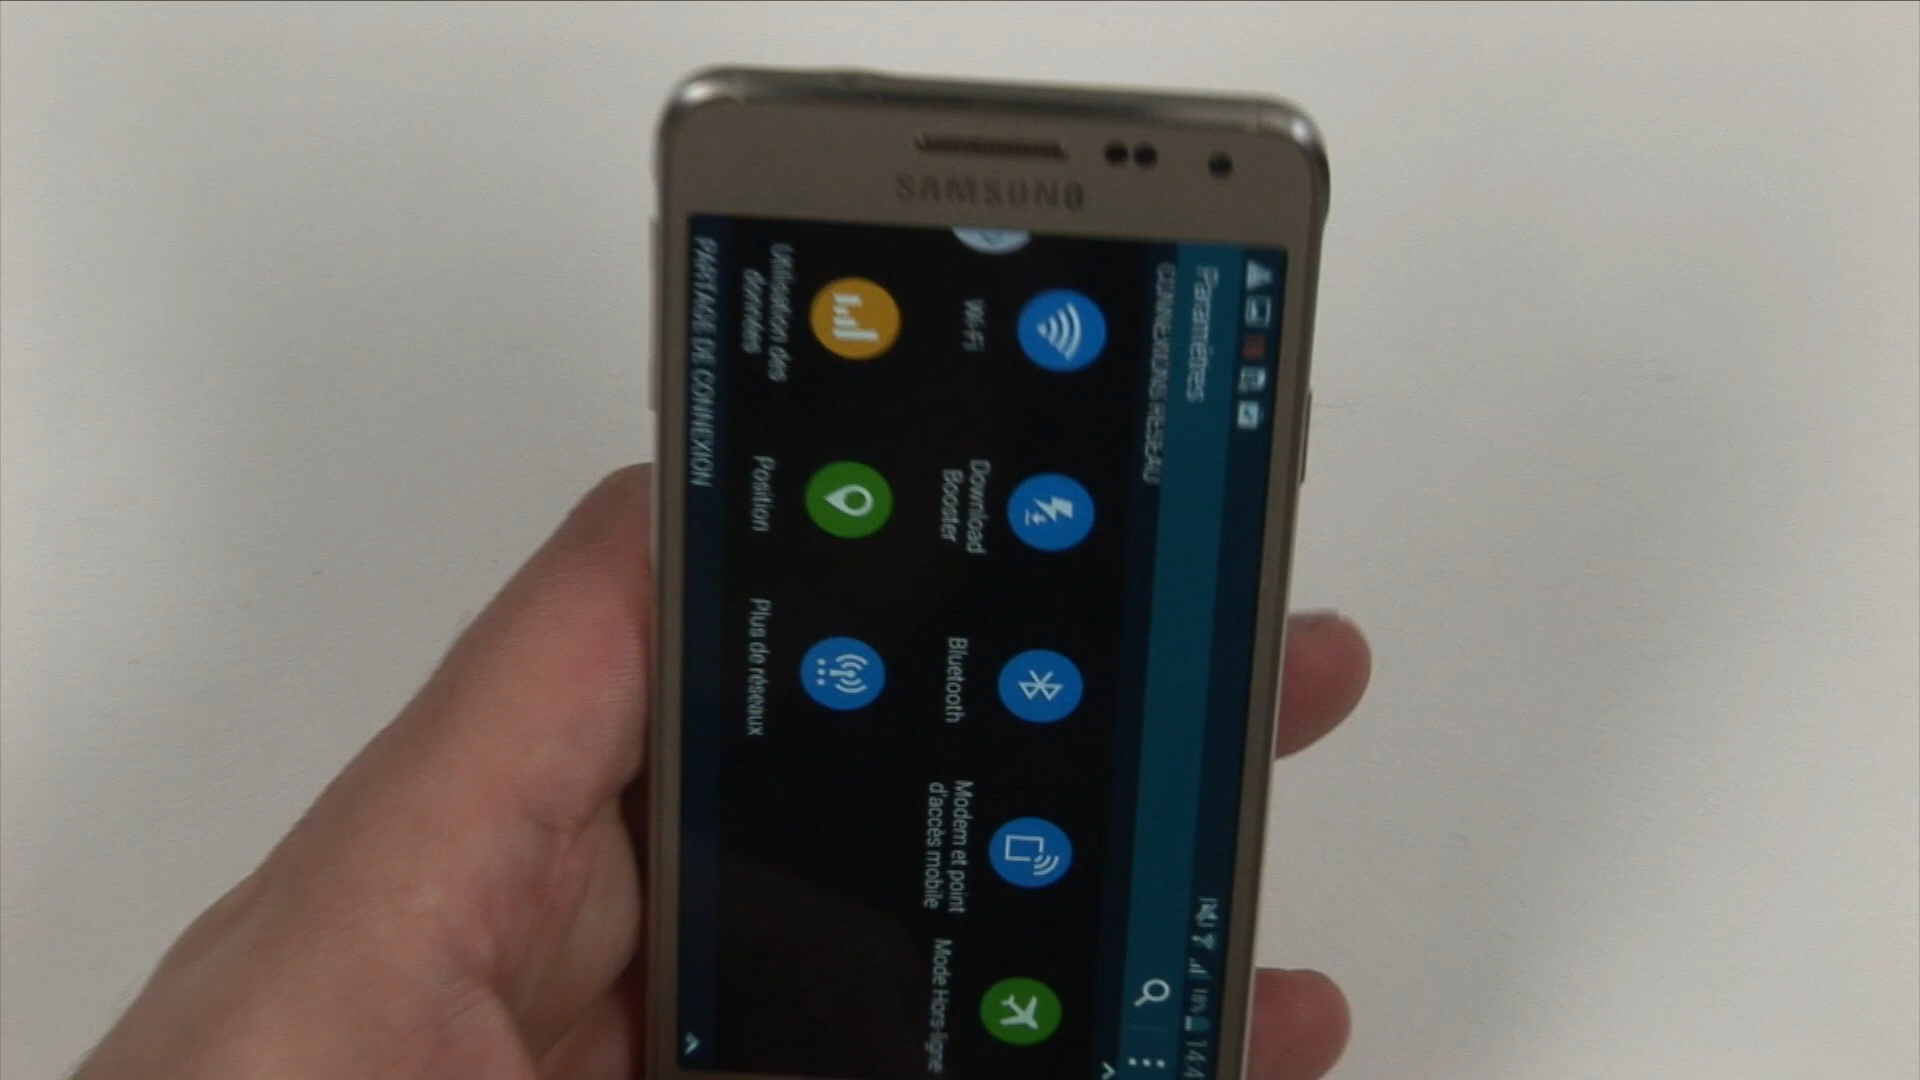 SAMSUNG
Paramètres
CONNEXIONS RESEAU
Wi-Fi
Download
Booster
Bluetooth
Modem et point
d'accès mobile
Mode Hors-ligne
Utilisation des
données
Position
Plus de réseaux
PARTAGE DE CONNEXION